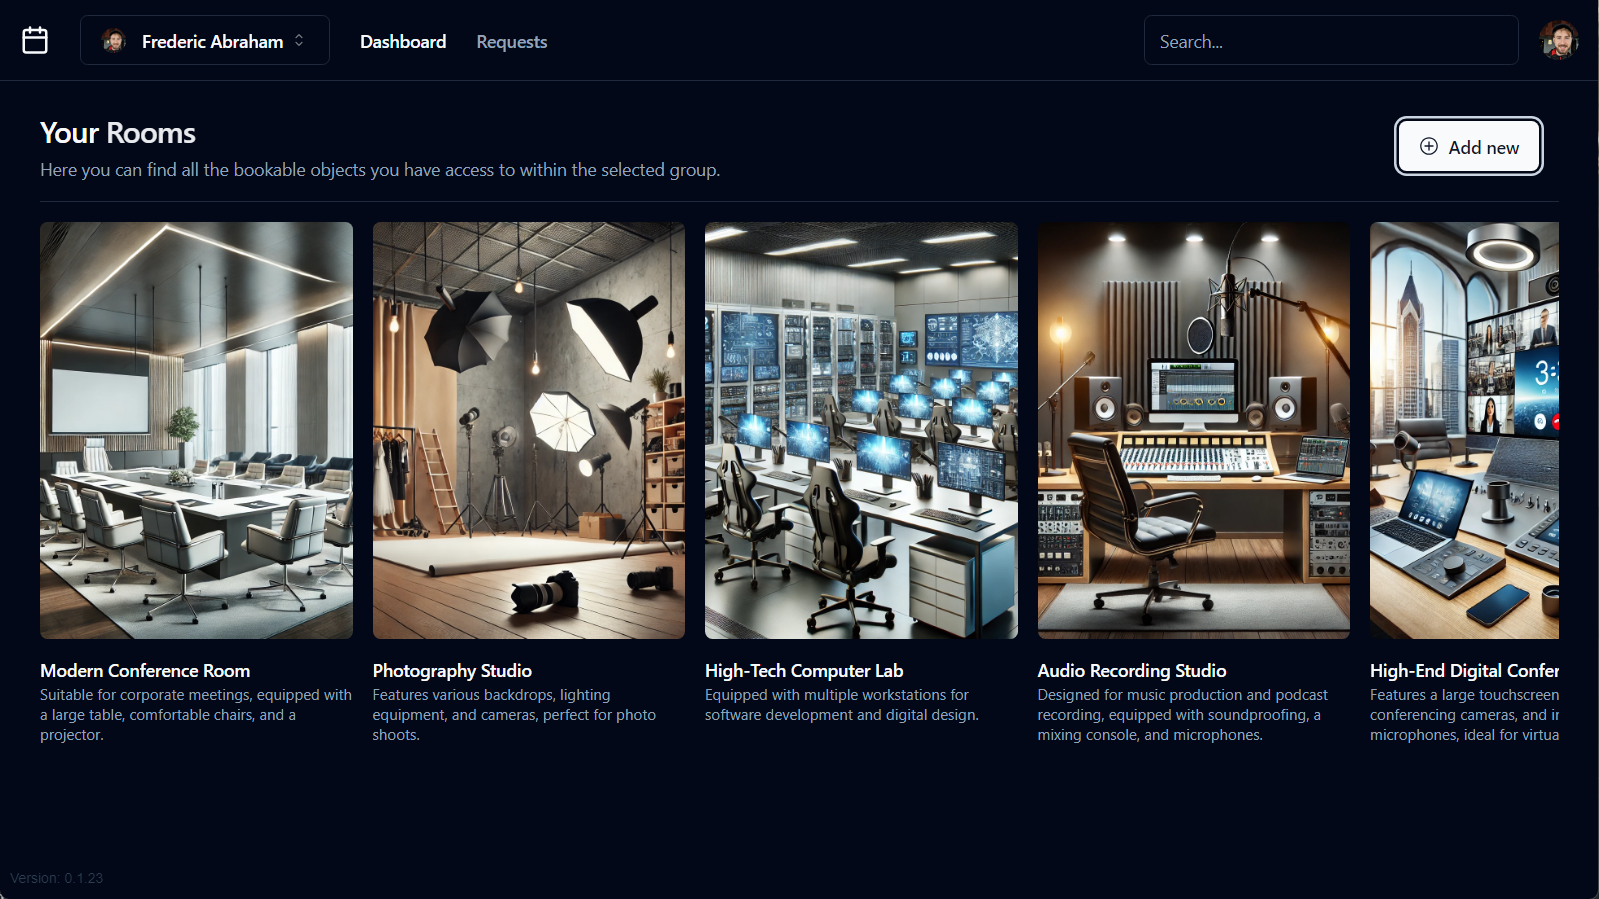 Frederic Abraham
Dashboard
Requests
Search...
Your Rooms
Here you can find all the bookable objects you have access to within the selected group.
Add new
3:
Modern Conference Room
Suitable for corporate meetings, equipped with
a large table, comfortable chairs, and a
projector.
Photography Studio
Features various backdrops, lighting
equipment, and cameras, perfect for photo
shoots.
High-Tech Computer Lab
Equipped with multiple workstations for
software development and digital design.
Audio Recording Studio
Designed for music production and podcast
recording, equipped with soundproofing, a
mixing console, and microphones.
High-End Digital Confer
Features a large touchscreen
conferencing cameras, and
microphones, ideal for virtua
Version: 0.1.23